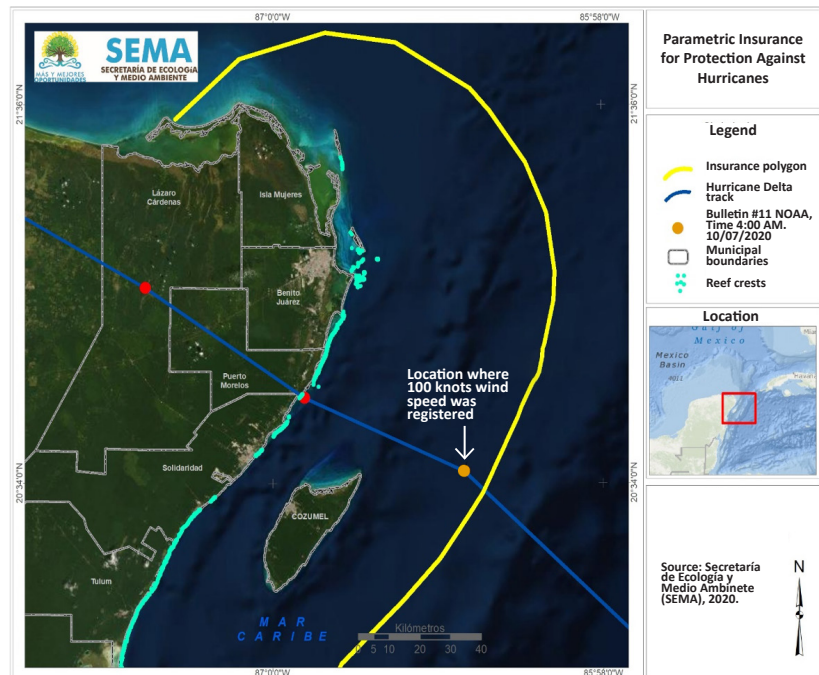 87°0'0"W
85°58'0"W
MÁS Y MEJORES
OPORTUNIDADES
SEMA
SECRETARÍA DE ECOLOGÍA
Y MEDIO AMBIENTE
21°36'0"N
21°36'0"N
Lázaro
Cárdenas
Isla Mujeres
Benito
Juárez
Puerto
Morelos
Location where
100 knots wind
speed was
registered
Solidaridad
20°34'0"N
20°34'0"N
COZUMEL
Tulum
MAR
CARIBE
Kilómetros
0 5 10 20 30 40
87°0'0"W
85°58'0"W
Parametric Insurance
for Protection Against
Hurricanes
Legend
Insurance polygon
Hurricane Delta
track
Bulletin #11 NOAA,
Time 4:00 AM.
10/07/2020
Municipal
boundaries
Reef crests
Location
Gulf of
Mexico
Mexico
Basin
4011
Source: Secretaría
de Ecología y
Medio Ambinete
(SEMA), 2020.
N